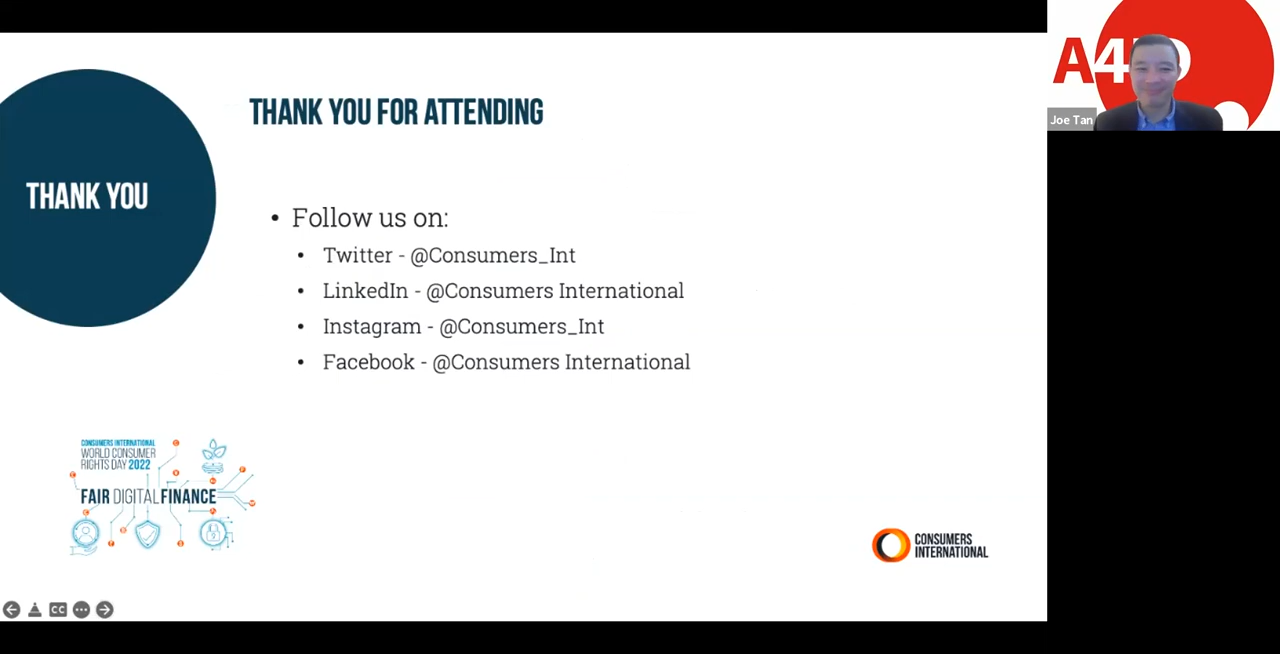 THANK YOU FOR ATTENDING
THANK YOU
• Follow us on:
• Twitter - @Consumers_Int
• LinkedIn - @Consumers International
• Instagram - @Consumers_Int
• Facebook - @Consumers International
CONSUMERS INTERNATIONAL
WORLD CONSUMER
RIGHTS DAY 2022
FAIR DIGITAL FINANCE
CONSUMERS
INTERNATIONAL
CC
Joe Tan